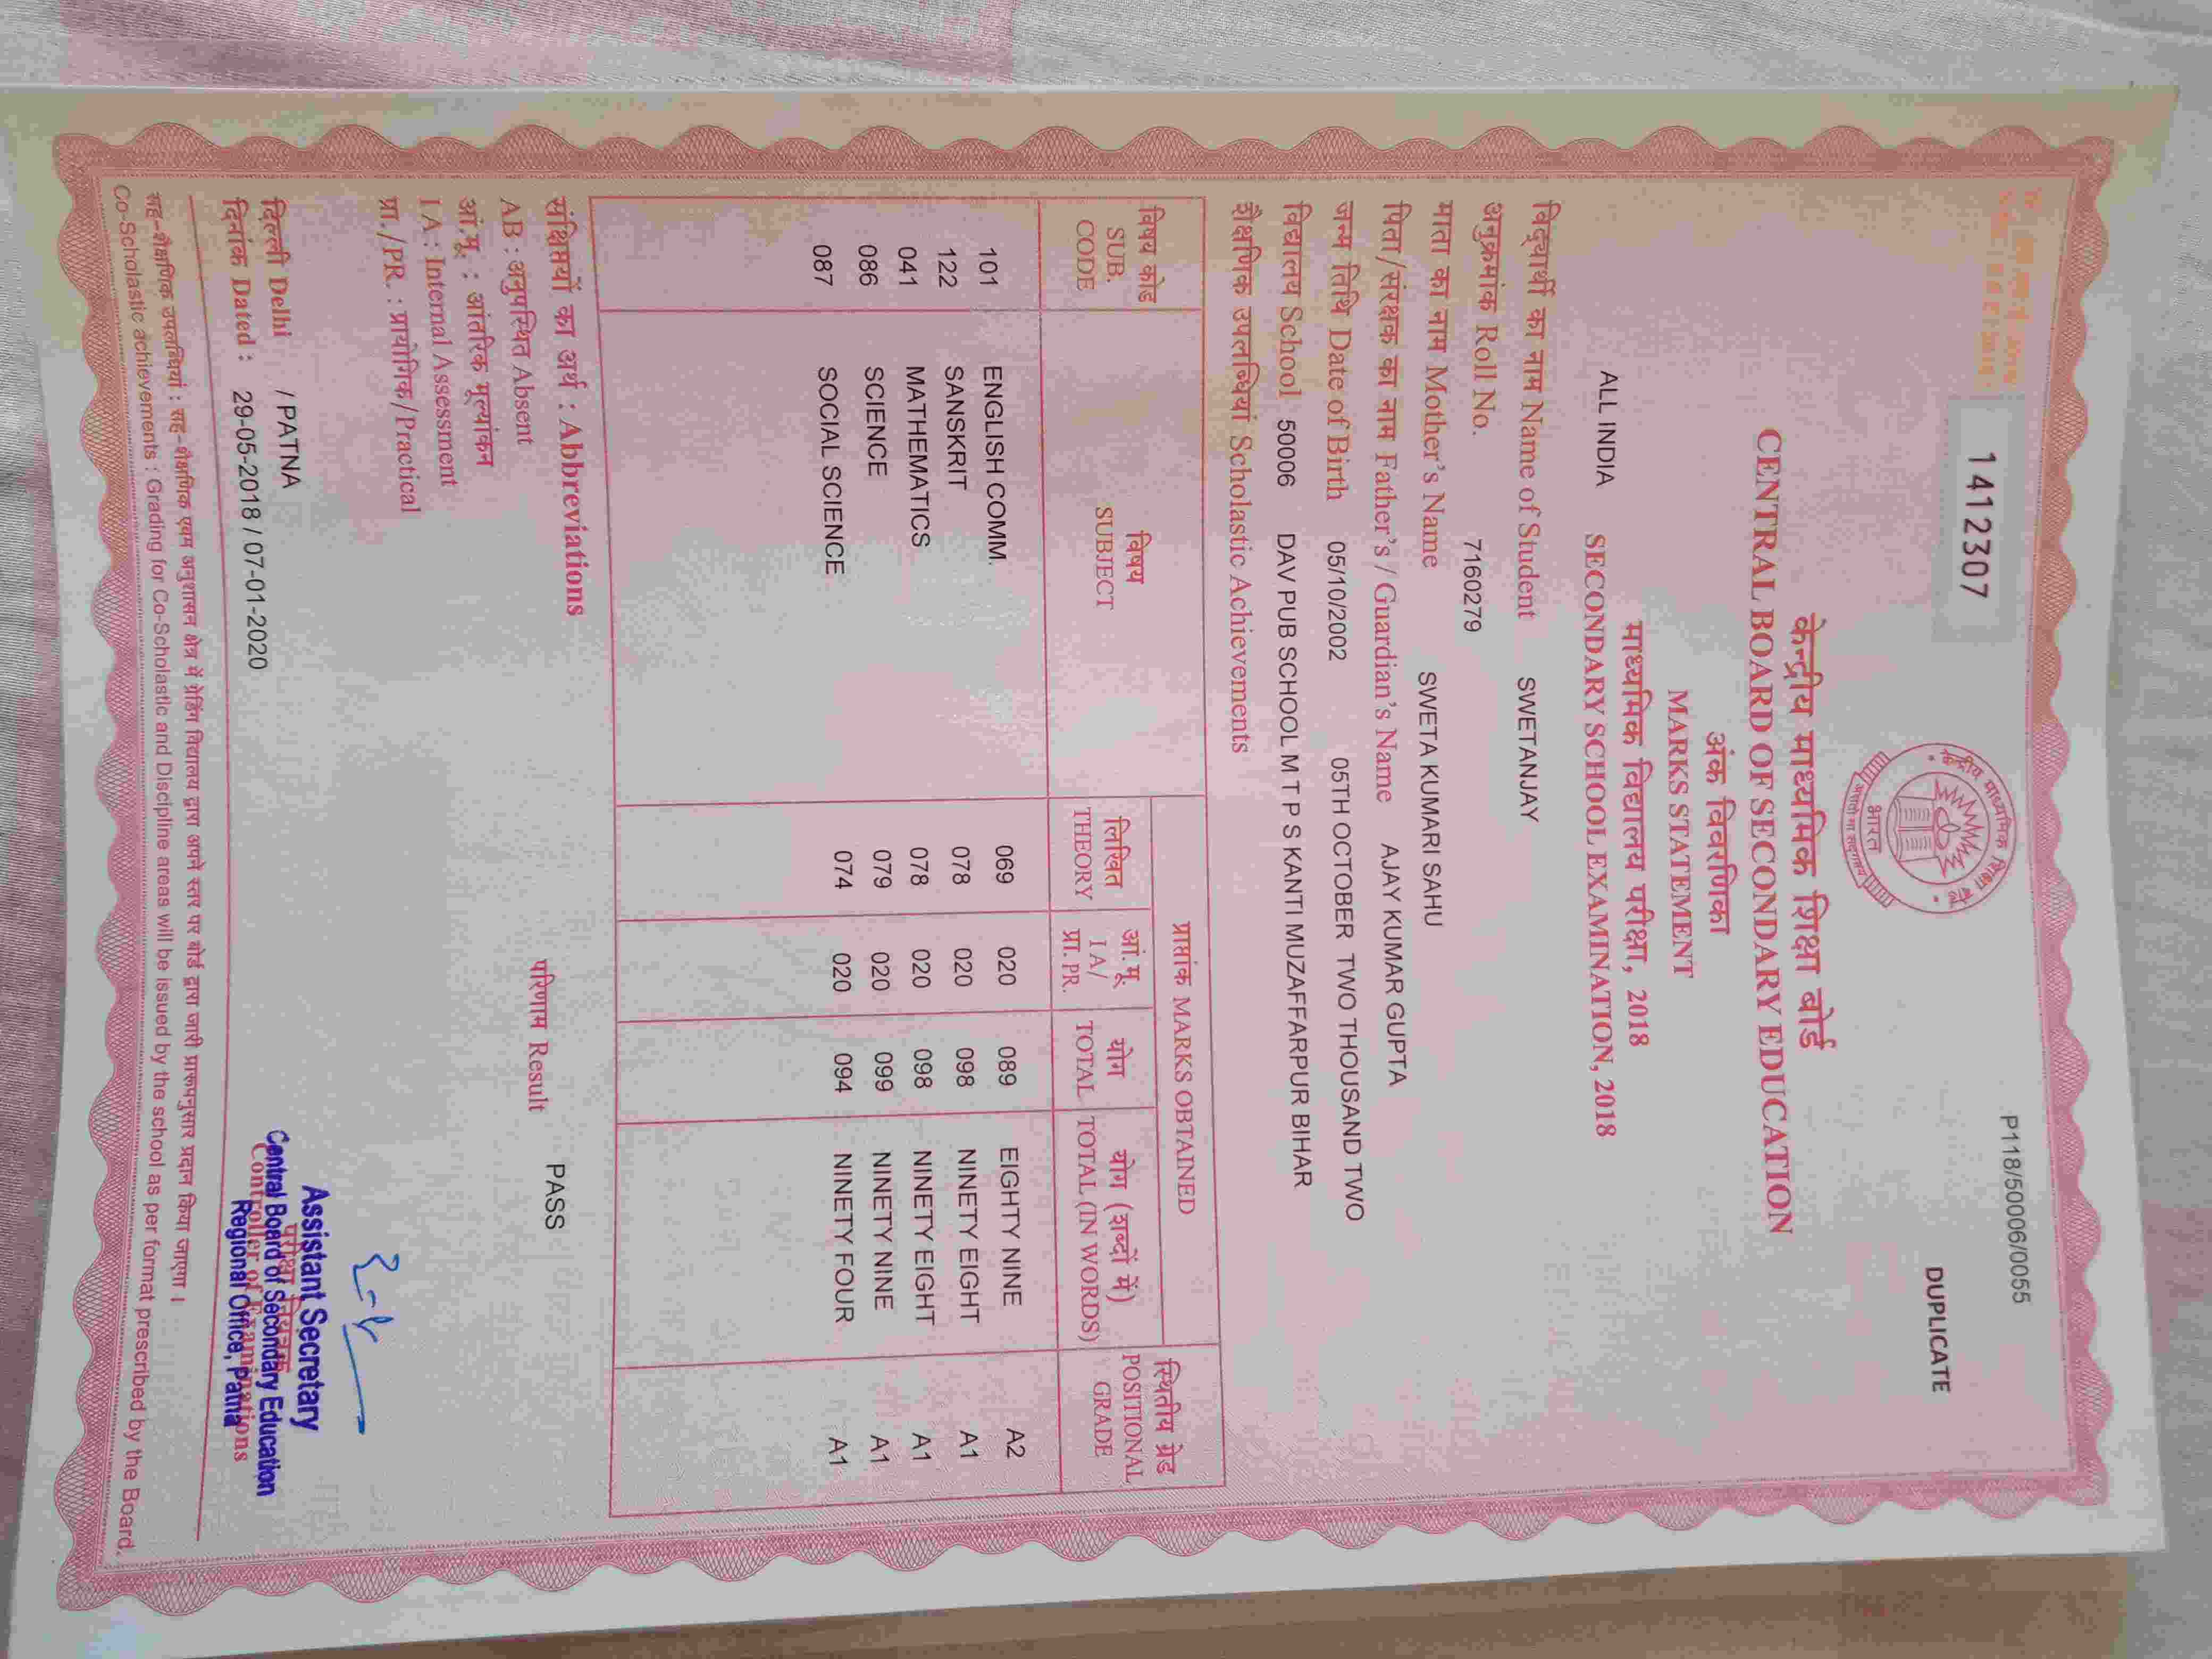 1412307
P118/50006/0055
DUPLICATE
केन्द्रीय माध्यमिक शिक्षा बोर्ड
भारत
असतो मा सद्गमय
केन्द्रीय माध्यमिक शिक्षा बोर्ड
CENTRAL BOARD OF SECONDARY EDUCATION
अंक विवरणिका
MARKS STATEMENT
माध्यमिक विद्यालय परीक्षा, 2018
ALL INDIA SECONDARY SCHOOL EXAMINATION, 2018
विद्यार्थी का नाम Name of Student SWETANJAY
अनुक्रमांक Roll No. 7160279
माता का नाम Mother's Name SWETA KUMARI SAHU
पिता/संरक्षक का नाम Father's / Guardian's Name AJAY KUMAR GUPTA
जन्म तिथि Date of Birth 05/10/2002 05TH OCTOBER TWO THOUSAND TWO
विद्यालय School 50006 DAV PUB SCHOOL M T P S KANTI MUZAFFARPUR BIHAR
शैक्षणिक उपलब्धियां Scholastic Achievements
विषय कोड SUB. CODE
विषय SUBJECT
प्राप्तांक MARKS OBTAINED
लिखित THEORY
आं.मू. I A/ प्रा. PR.
योग TOTAL
योग (शब्दों में) TOTAL (IN WORDS)
स्थितीय ग्रेड POSITIONAL GRADE
101 ENGLISH COMM. 069 020 089 EIGHTY NINE A2
122 SANSKRIT 078 020 098 NINETY EIGHT A1
041 MATHEMATICS 078 020 098 NINETY EIGHT A1
086 SCIENCE 079 020 099 NINETY NINE A1
087 SOCIAL SCIENCE 074 020 094 NINETY FOUR A1
संक्षिप्तयों का अर्थ : Abbreviations
परिणाम Result PASS
AB : अनुपस्थित Absent
आं.मू. : आंतरिक मूल्यांकन
I A : Internal Assessment
प्रा./PR. : प्रायोगिक/Practical
दिल्ली Delhi / PATNA
दिनांक Dated : 29-05-2018 / 07-01-2020
Assistant Secretary
परीक्षा नियंत्रक
Central Board of Secondary Education
Controller of Examinations
Regional Office, Patna
सह-शैक्षणिक उपलब्धियां : सह-शैक्षणिक एवम अनुशासन क्षेत्र में ग्रेडिंग विद्यालय द्वारा अपने स्तर पर बोर्ड द्वारा जारी प्रारूपनुसार प्रदान किया जाएगा ।
Co-Scholastic achievements : Grading for Co-Scholastic and Discipline areas will be issued by the school as per format prescribed by the Board.